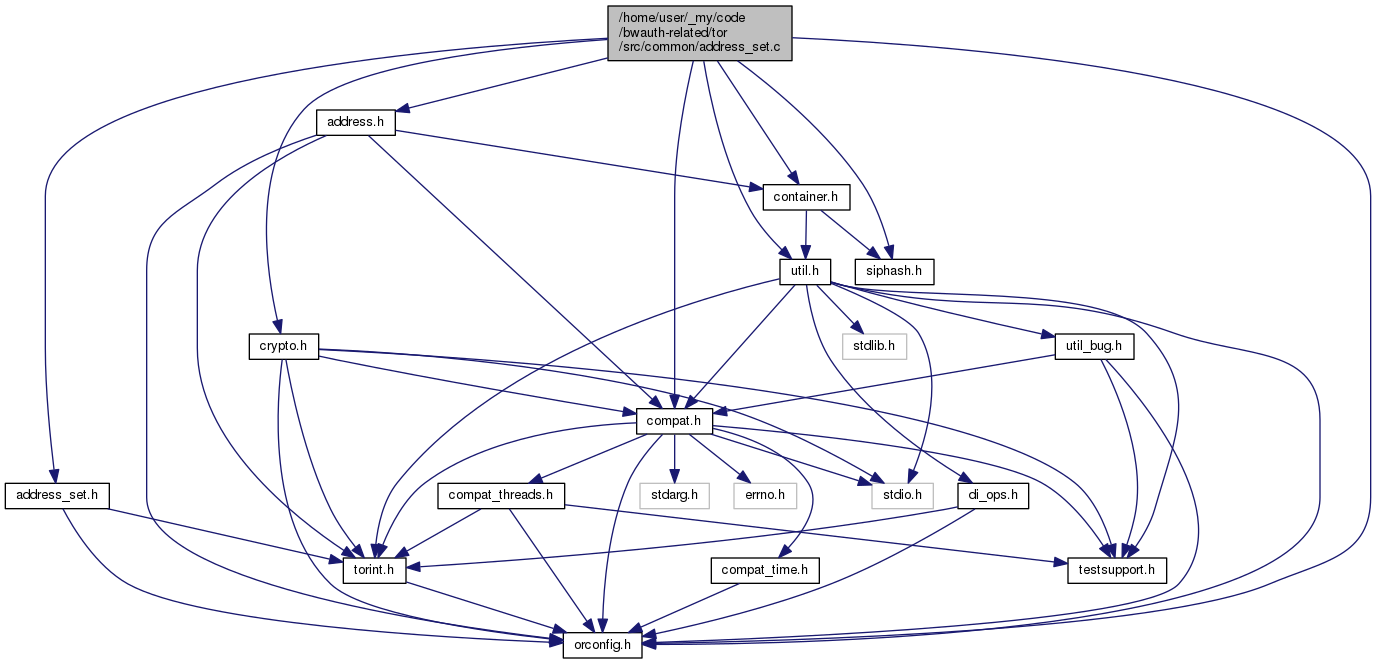 /home/user/_my/code
/bwauth-related/tor
/src/common/address_set.c
address.h
container.h
util.h
siphash.h
crypto.h
stdlib.h
util_bug.h
compat.h
address_set.h
compat_threads.h
stdarg.h
errno.h
stdio.h
di_ops.h
torint.h
compat_time.h
testsupport.h
orconfig.h